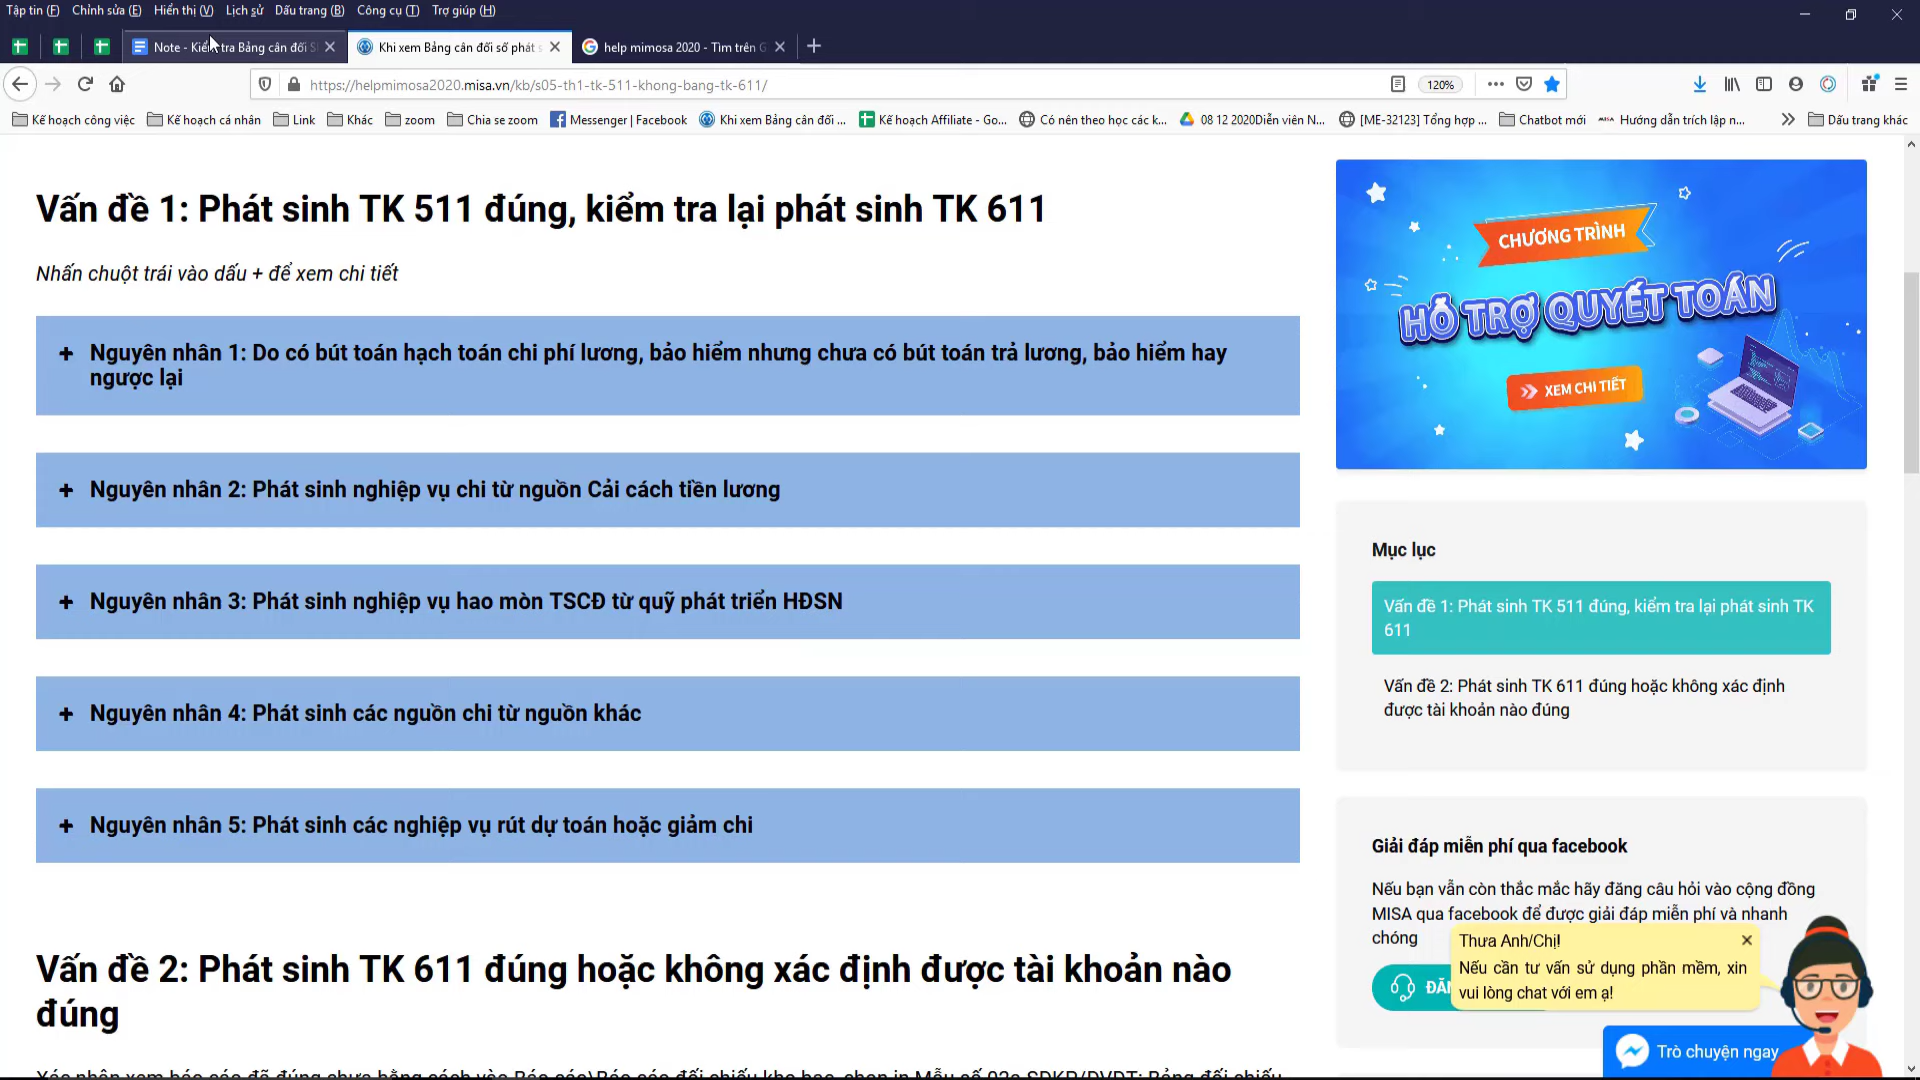 Tập tin (F) Chỉnh sửa (E) Hiển thị (V) Lịch sử Dấu trang (B) Công cụ (T) Trợ giúp (H)
Note - Kiểm tra Bảng cân đối S
Khi xem Bảng cân đối số phát s
help mimosa 2020 - Tìm trên G
https://helpmimosa2020.misa.vn/kb/s05-th1-tk-511-khong-bang-tk-611/
120%
Kế hoạch công việc Kế hoạch cá nhân Link Khác zoom Chia se zoom Messenger | Facebook Khi xem Bảng cân đối ... Kế hoạch Affiliate - Go... Có nên theo học các k... 08 12 2020Diễn viên N... [ME-32123] Tổng hợp ... Chatbot mới Hướng dẫn trích lập n... Dấu trang khác
Vấn đề 1: Phát sinh TK 511 đúng, kiểm tra lại phát sinh TK 611
Nhấn chuột trái vào dấu + để xem chi tiết
+ Nguyên nhân 1: Do có bút toán hạch toán chi phí lương, bảo hiểm nhưng chưa có bút toán trả lương, bảo hiểm hay
ngược lại
+ Nguyên nhân 2: Phát sinh nghiệp vụ chi từ nguồn Cải cách tiền lương
+ Nguyên nhân 3: Phát sinh nghiệp vụ hao mòn TSCĐ từ quỹ phát triển HĐSN
+ Nguyên nhân 4: Phát sinh các nguồn chi từ nguồn khác
+ Nguyên nhân 5: Phát sinh các nghiệp vụ rút dự toán hoặc giảm chi
Vấn đề 2: Phát sinh TK 611 đúng hoặc không xác định được tài khoản nào
đúng
CHƯƠNG TRÌNH
HỖ TRỢ QUYẾT TOÁN
XEM CHI TIẾT
Mục lục
Vấn đề 1: Phát sinh TK 511 đúng, kiểm tra lại phát sinh TK
611
Vấn đề 2: Phát sinh TK 611 đúng hoặc không xác định
được tài khoản nào đúng
Giải đáp miễn phí qua facebook
Nếu bạn vẫn còn thắc mắc hãy đăng câu hỏi vào cộng đồng
MISA qua facebook để được giải đáp miễn phí và nhanh
chóng
Thưa Anh/Chị!
Nếu cần tư vấn sử dụng phần mềm, xin
vui lòng chat với em ạ!
Trò chuyện ngay